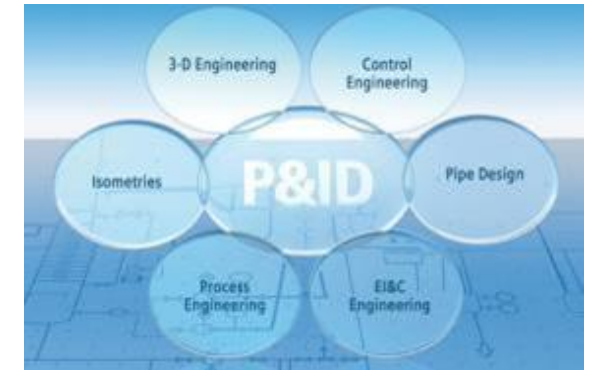 3-D Engineering
Control
Engineering
Isometries
P&ID
Pipe Design
Process
Engineering
EI&C
Engineering